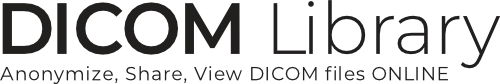 DICOM Library
Anonymize, Share, View DICOM files ONLINE